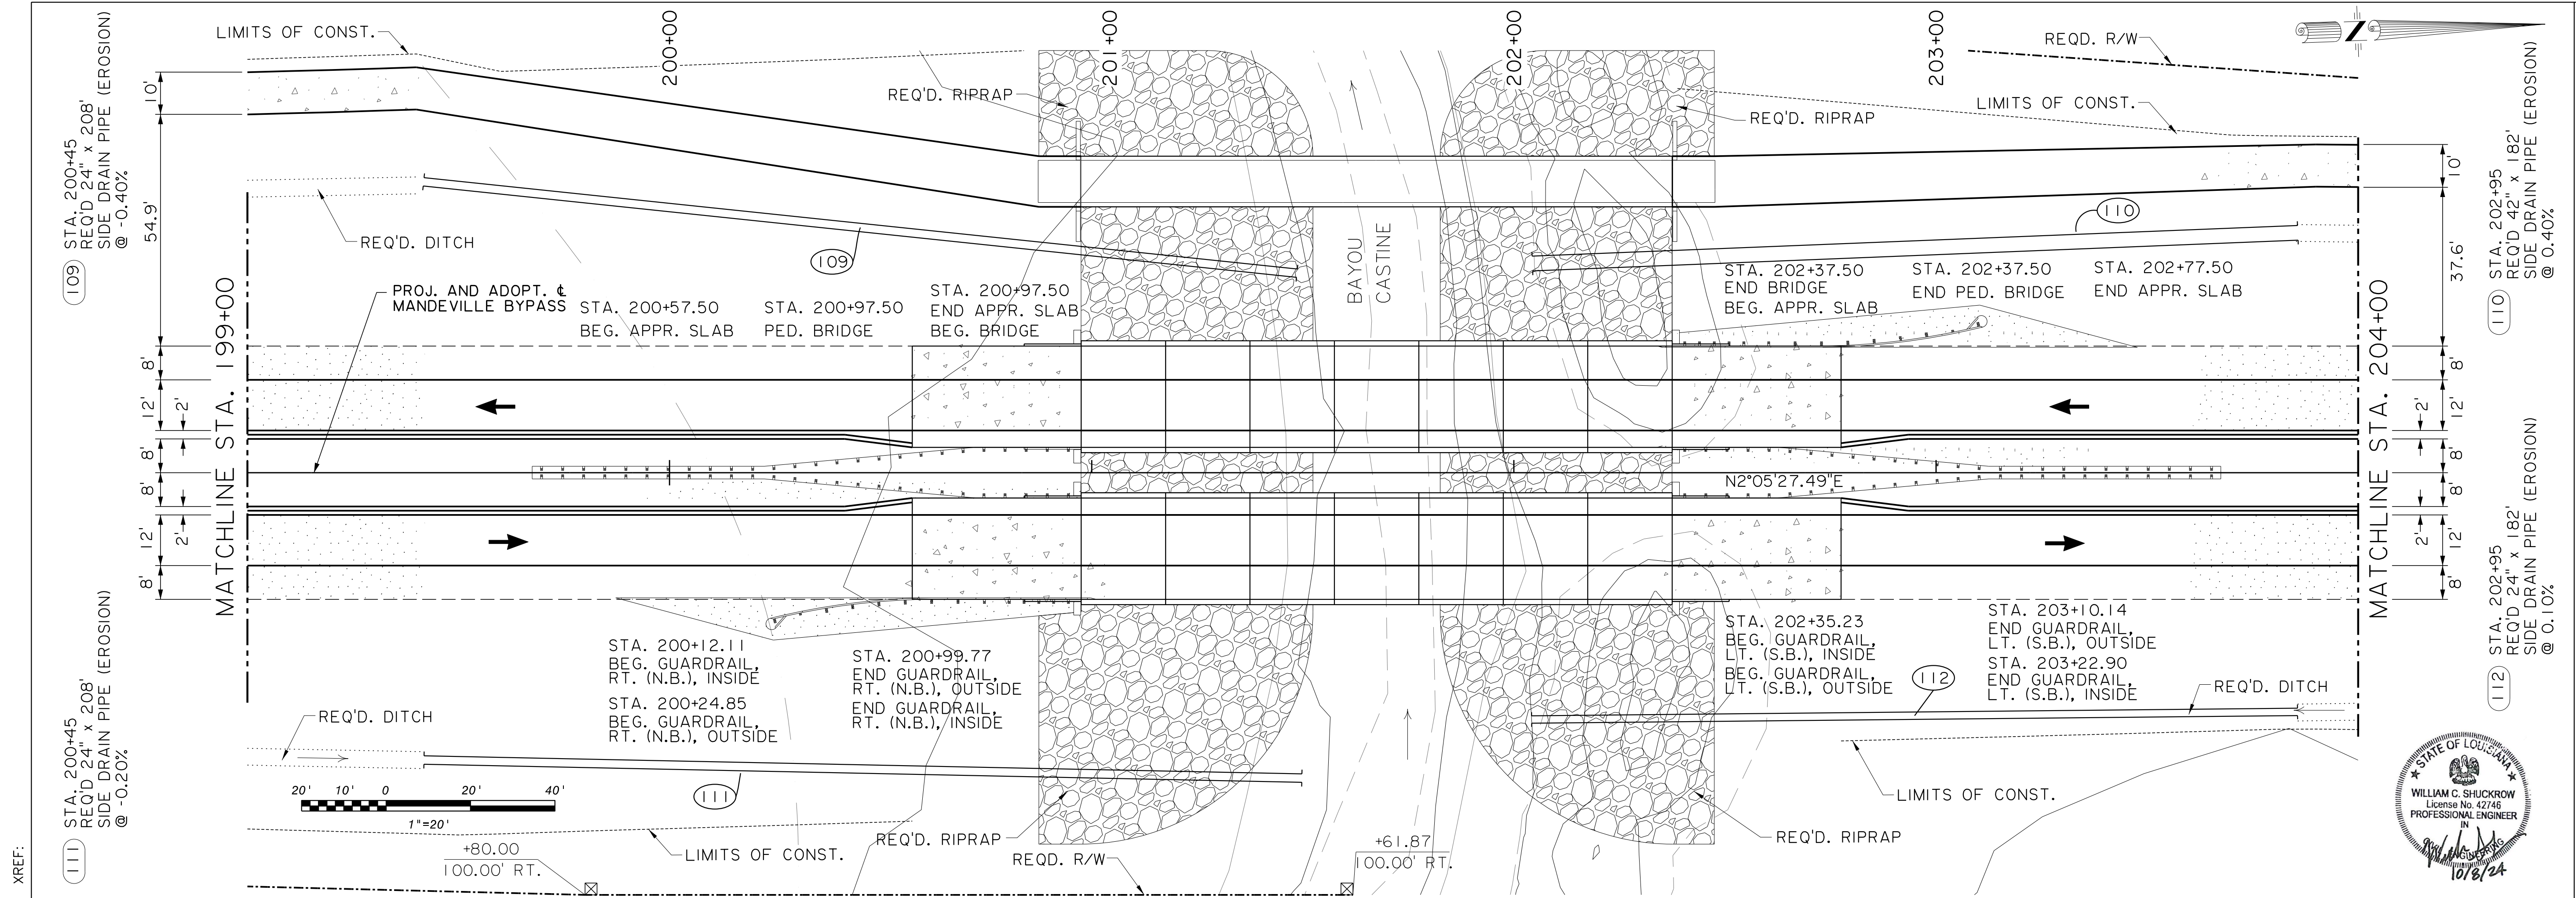 XREF:
109
STA. 200+45
REQ'D 24" x 208'
SIDE DRAIN PIPE (EROSION)
@ -0.40%
111
STA. 200+45
REQ'D 24" x 208'
SIDE DRAIN PIPE (EROSION)
@ -0.20%
10'
54.9'
8'
12'
2'
8'
8'
2'
12'
8'
MATCHLINE STA. 199+00
LIMITS OF CONST.
200+00
201+00
202+00
203+00
REQD. R/W
REQ'D. RIPRAP
REQ'D. RIPRAP
LIMITS OF CONST.
REQ'D. DITCH
109
110
BAYOU
CASTINE
PROJ. AND ADOPT. ℄
MANDEVILLE BYPASS
STA. 200+57.50
BEG. APPR. SLAB
STA. 200+97.50
PED. BRIDGE
STA. 200+97.50
END APPR. SLAB
BEG. BRIDGE
STA. 202+37.50
END BRIDGE
BEG. APPR. SLAB
STA. 202+37.50
END PED. BRIDGE
STA. 202+77.50
END APPR. SLAB
N2°05'27.49"E
STA. 200+12.11
BEG. GUARDRAIL,
RT. (N.B.), INSIDE
STA. 200+24.85
BEG. GUARDRAIL,
RT. (N.B.), OUTSIDE
STA. 200+99.77
END GUARDRAIL,
RT. (N.B.), OUTSIDE
END GUARDRAIL,
RT. (N.B.), INSIDE
STA. 202+35.23
BEG. GUARDRAIL,
LT. (S.B.), INSIDE
BEG. GUARDRAIL,
LT. (S.B.), OUTSIDE
STA. 203+10.14
END GUARDRAIL,
LT. (S.B.), OUTSIDE
STA. 203+22.90
END GUARDRAIL,
LT. (S.B.), INSIDE
112
REQ'D. DITCH
REQ'D. DITCH
111
20' 10' 0 20' 40'
1"=20'
LIMITS OF CONST.
REQ'D. RIPRAP
REQD. R/W
+80.00
100.00' RT.
+61.87
100.00' RT.
REQ'D. RIPRAP
LIMITS OF CONST.
MATCHLINE STA. 204+00
10'
37.6'
8'
12'
2'
8'
8'
2'
12'
8'
110
STA. 202+95
REQ'D 42" x 182'
SIDE DRAIN PIPE (EROSION)
@ 0.40%
112
STA. 202+95
REQ'D 24" x 182'
SIDE DRAIN PIPE (EROSION)
@ 0.10%
STATE OF LOUISIANA
WILLIAM C. SHUCKROW
License No. 42746
PROFESSIONAL ENGINEER
IN
ENGINEERING
10/8/24